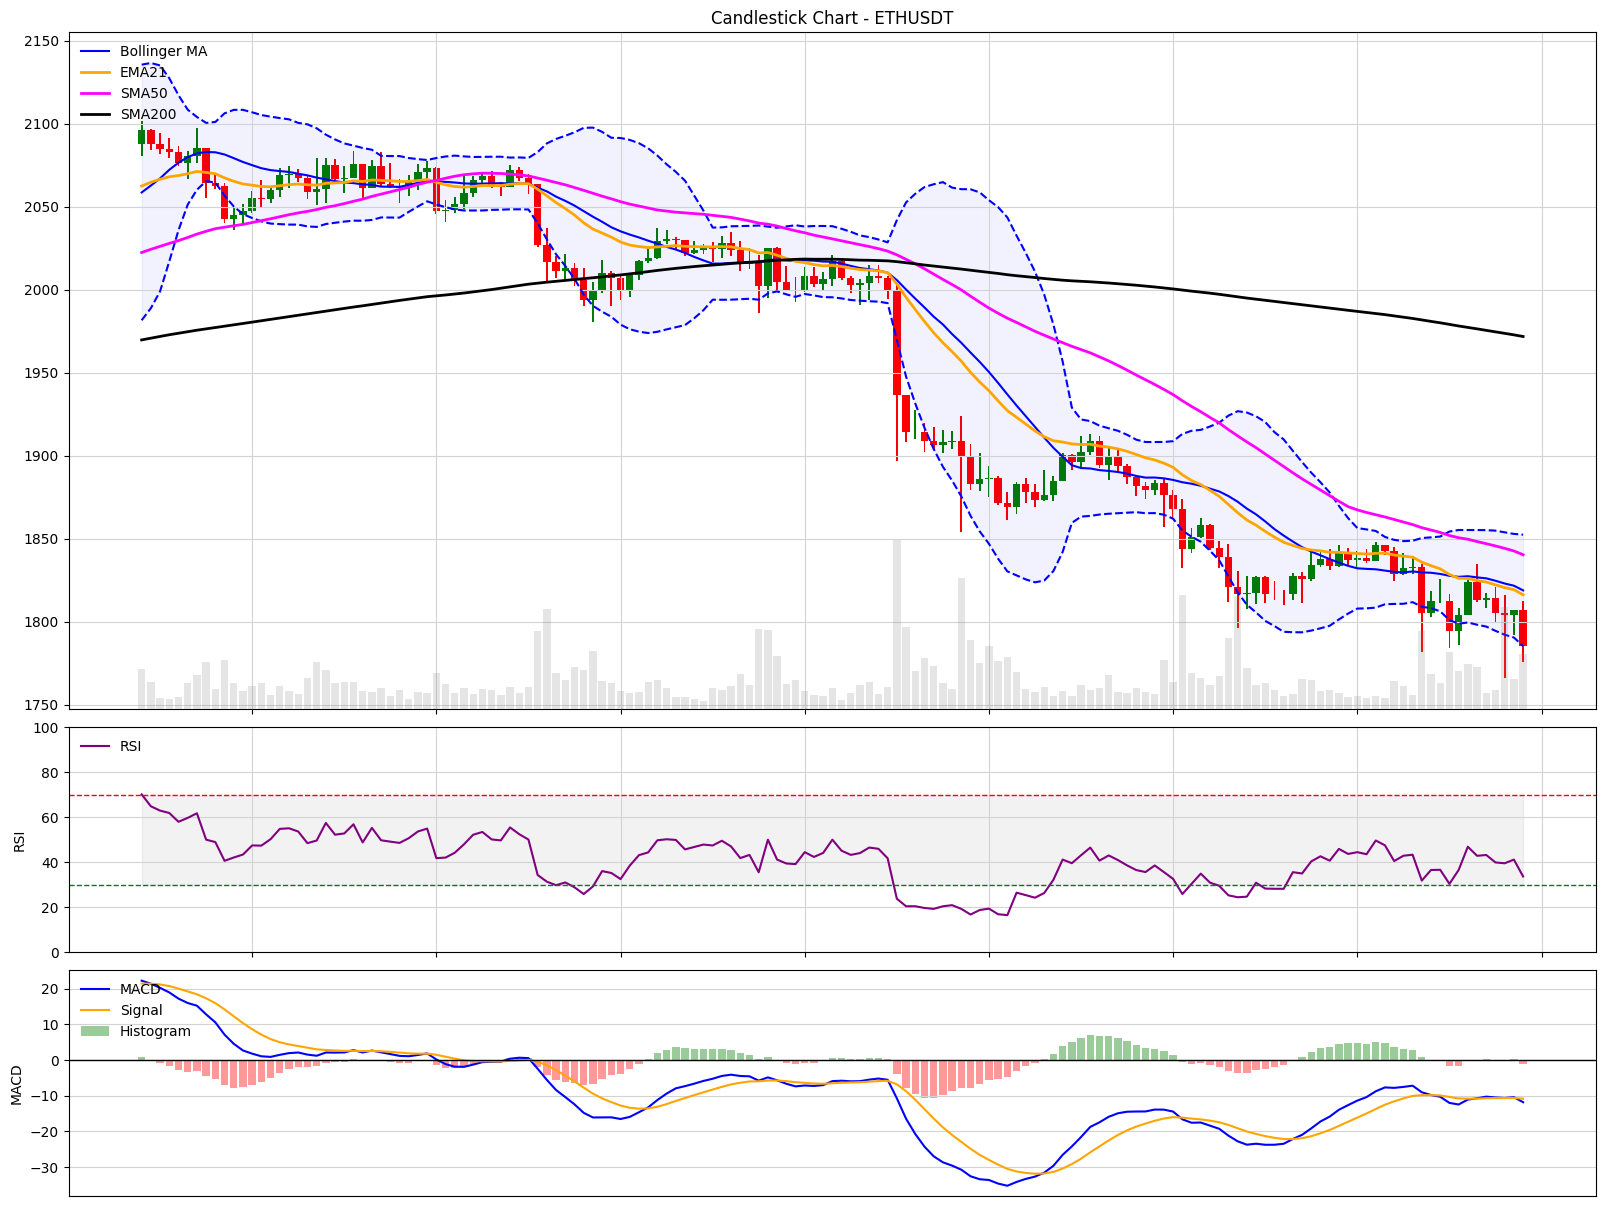 Candlestick Chart - ETHUSDT
2150
2100
2050
2000
1950
1900
1850
1800
1750
Bollinger MA
EMA21
SMA50
SMA200
100
80
60
40
20
0
RSI
RSI
20
10
0
−10
−20
−30
MACD
MACD
Signal
Histogram